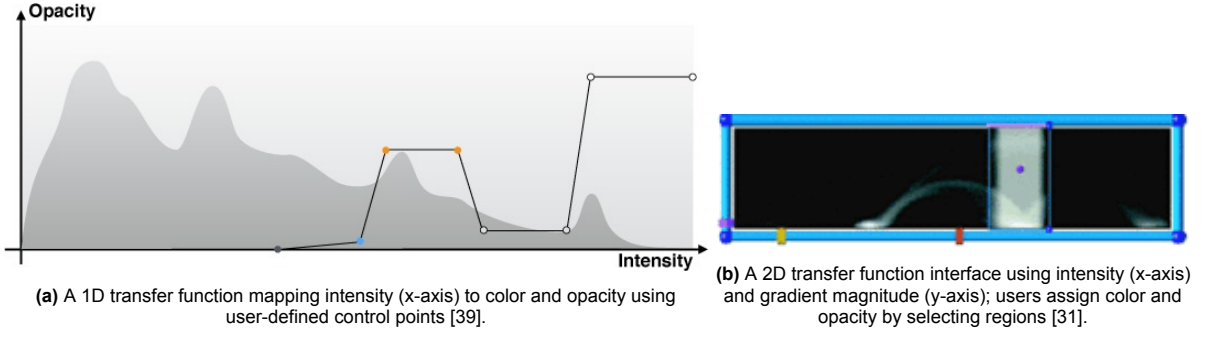 Opacity
Intensity
(a) A 1D transfer function mapping intensity (x-axis) to color and opacity using
user-defined control points [39].
(b) A 2D transfer function interface using intensity (x-axis)
and gradient magnitude (y-axis); users assign color and
opacity by selecting regions [31].